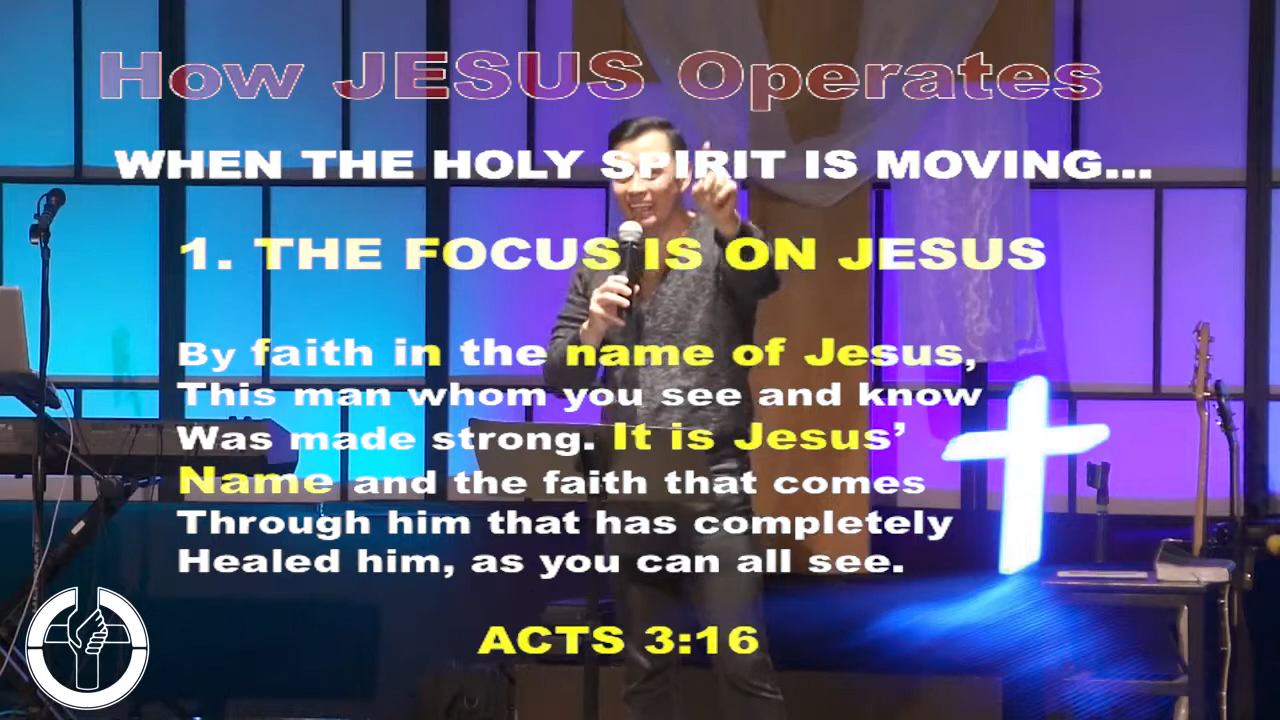 How JESUS Operates
WHEN THE HOLY SPIRIT IS MOVING...
1. THE FOCUS IS ON JESUS
By faith in the name of Jesus,
This man whom you see and know
Was made strong. It is Jesus’
Name and the faith that comes
Through him that has completely
Healed him, as you can all see.
ACTS 3:16